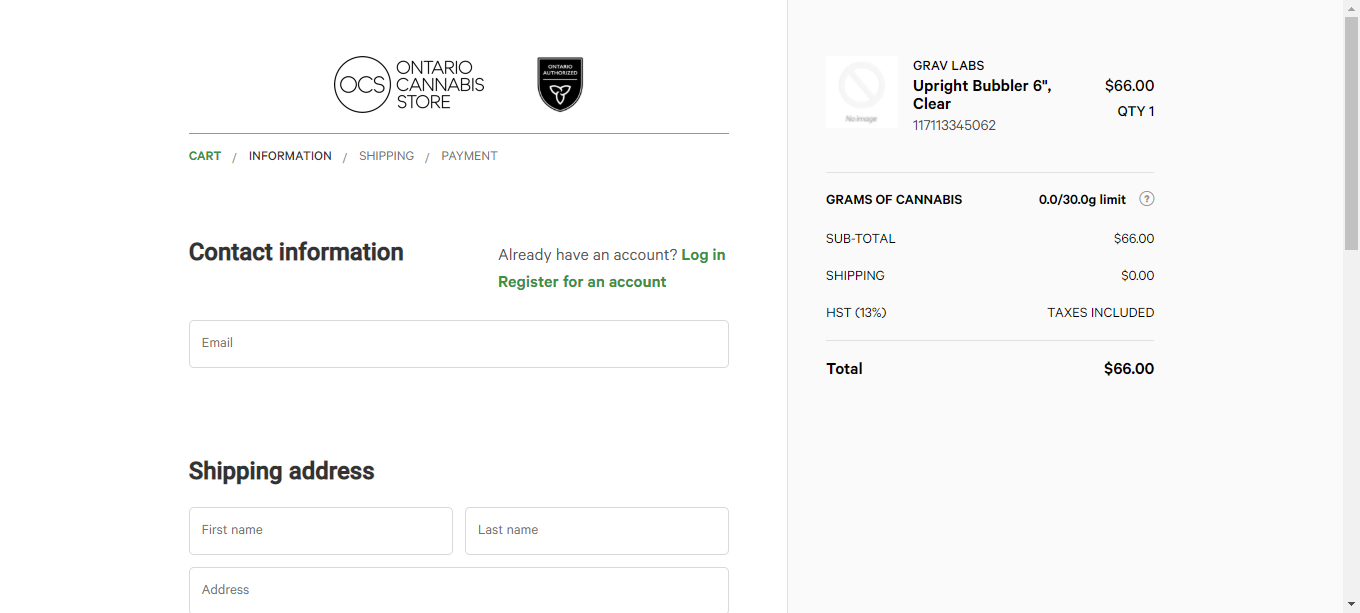 OCS
ONTARIO
CANNABIS
STORE
ONTARIO
AUTHORIZED
CART / INFORMATION / SHIPPING / PAYMENT
Contact information
Already have an account? Log in
Register for an account
Email
Shipping address
First name
Last name
Address
No Image
GRAV LABS
Upright Bubbler 6",
Clear
117113345062
$66.00
QTY 1
GRAMS OF CANNABIS 0.0/30.0g limit ?
SUB-TOTAL $66.00
SHIPPING $0.00
HST (13%) TAXES INCLUDED
Total $66.00